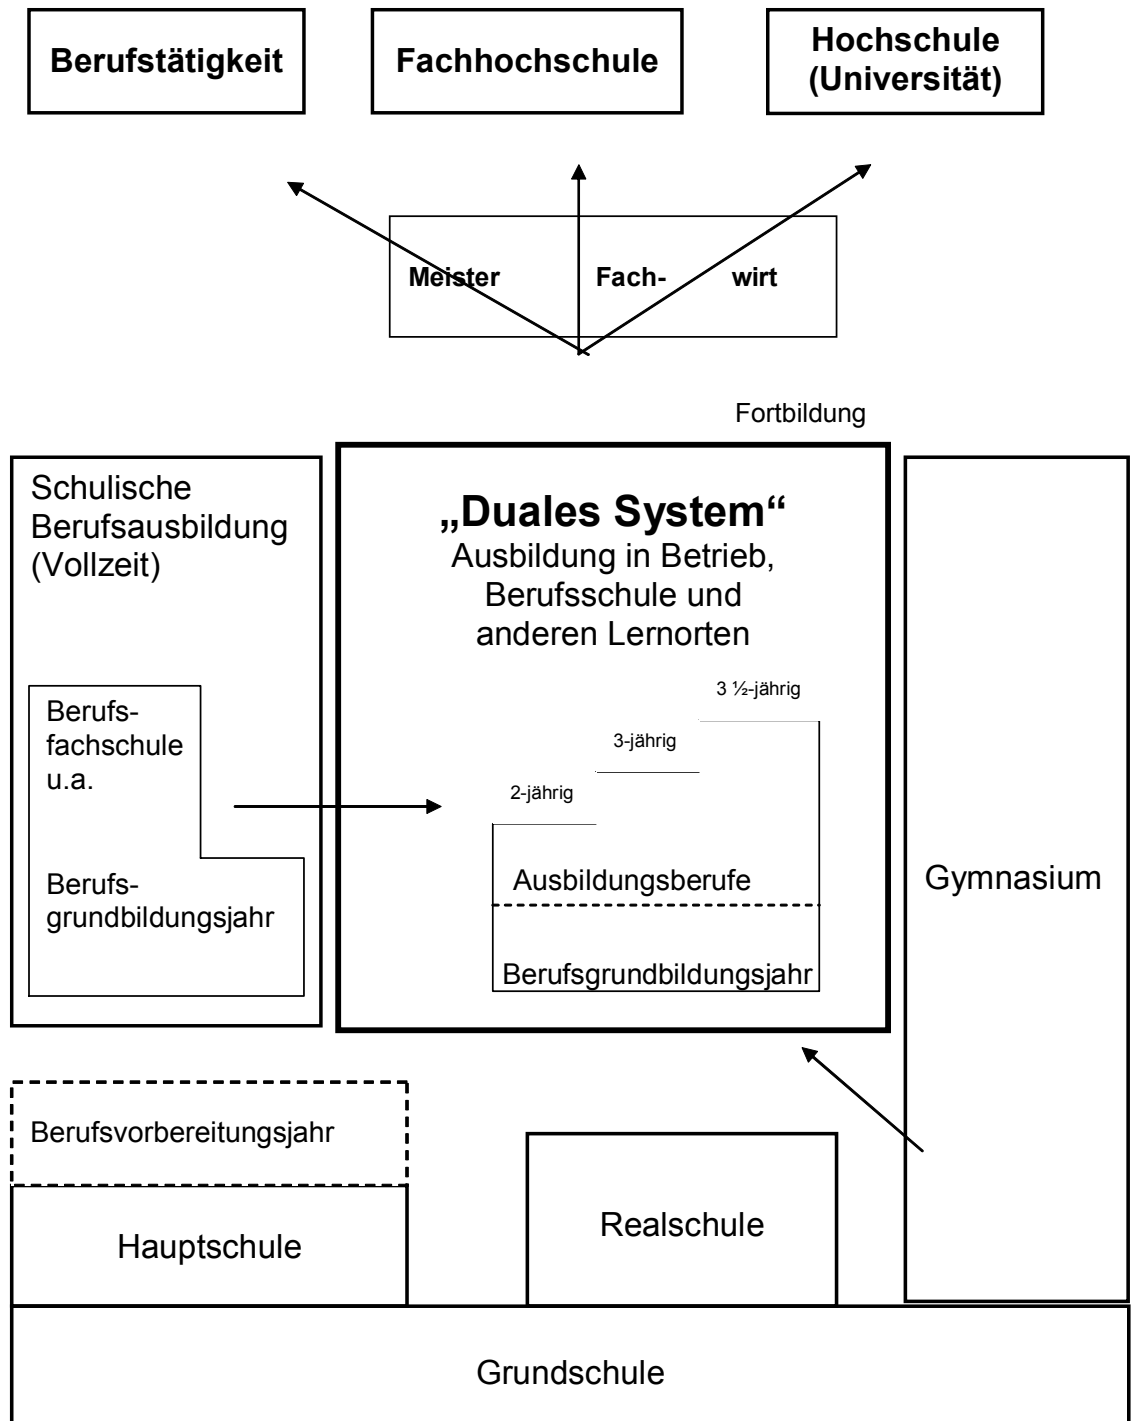 Berufstätigkeit
Fachhochschule
Hochschule
(Universität)
Meister Fach- wirt
Fortbildung
Schulische
Berufsausbildung
(Vollzeit)
Berufs-
fachschule
u.a.
Berufs-
grundbildungsjahr
„Duales System“
Ausbildung in Betrieb,
Berufsschule und
anderen Lernorten
3 ½-jährig
3-jährig
2-jährig
Ausbildungsberufe
Berufsgrundbildungsjahr
Gymnasium
Berufsvorbereitungsjahr
Hauptschule
Realschule
Grundschule